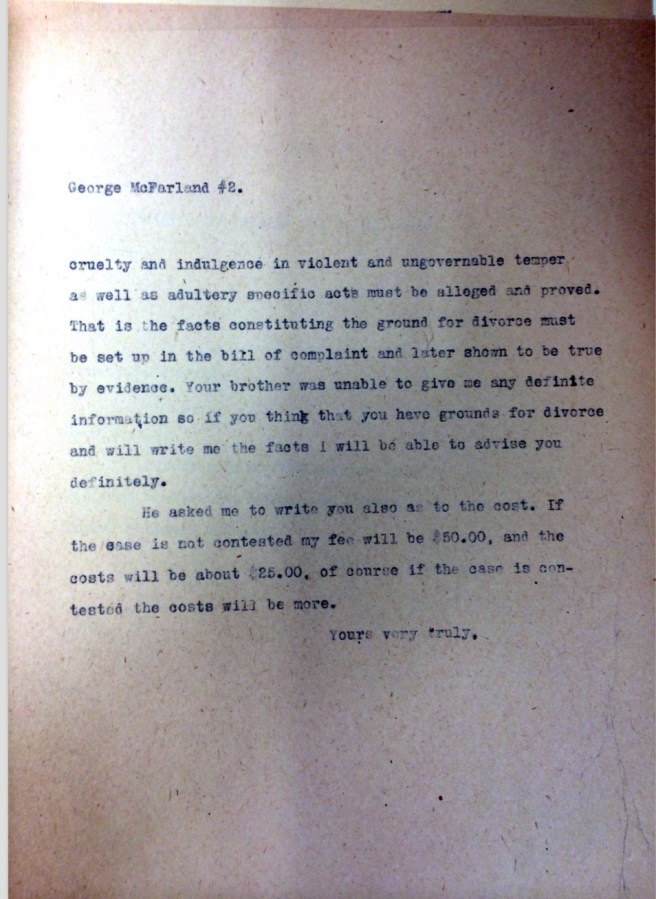 George McFarland #2.
cruelty and indulgence in violent and ungovernable temper
as well as adultery specific acts must be alleged and proved.
That is the facts constituting the ground for divorce must
be set up in the bill of complaint and later shown to be true
by evidence. Your brother was unable to give me any definite
information so if you think that you have grounds for divorce
and will write me the facts I will be able to advise you
definitely.
He asked me to write you also as to the cost. If
the case is not contested my fee will be $50.00, and the
costs will be about $25.00, of course if the case is con-
tested the costs will be more.
Yours very truly,